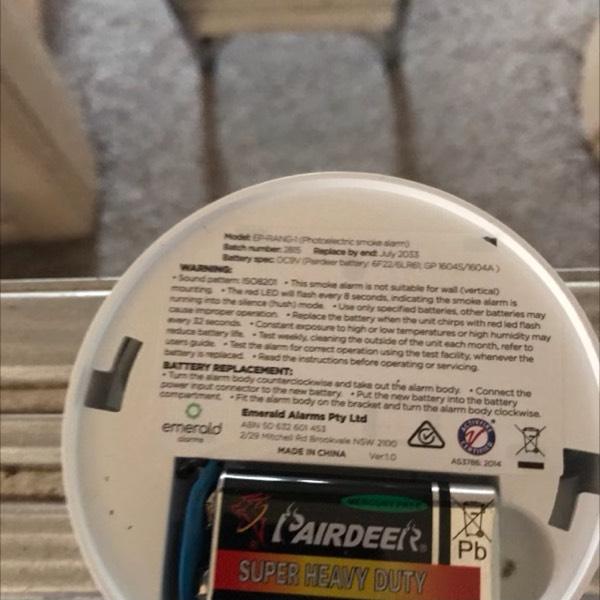 Model: EP-RANG-1 (Photoelectric smoke alarm)
Batch number: 2815 Replace by end: July 2033
Battery spec: DC9V (Pairdeer battery: 6F22/6LR61, GP 1604S/1604A)
WARNING:
• Sound pattern: ISO8201 • This smoke alarm is not suitable for wall (vertical)
mounting. • The red LED will flash every 8 seconds, indicating the smoke alarm is
running into the silence (hush) mode. • Use only specified batteries, other batteries may
cause improper operation. • Replace the battery when the unit chirps with red led flash
every 32 seconds. • Constant exposure to high or low temperatures or high humidity may
reduce battery life. • Test weekly, cleaning the outside of the unit each month, refer to
users guide. • Test the alarm for correct operation using the test facility, whenever the
battery is replaced. • Read the instructions before operating or servicing.
BATTERY REPLACEMENT:
• Turn the alarm body counterclockwise and take out the alarm body. • Connect the
power input connector to the new battery. • Put the new battery into the battery
compartment. • Fit the alarm body on the bracket and turn the alarm body clockwise.
emerald
alarms
Emerald Alarms Pty Ltd
ABN 50 632 601 453
2/29 Mitchell Rd Brookvale NSW 2100
MADE IN CHINA Ver1.0
AS3786: 2014
MERCURY FREE
PAIRDEER
SUPER HEAVY DUTY
Pb